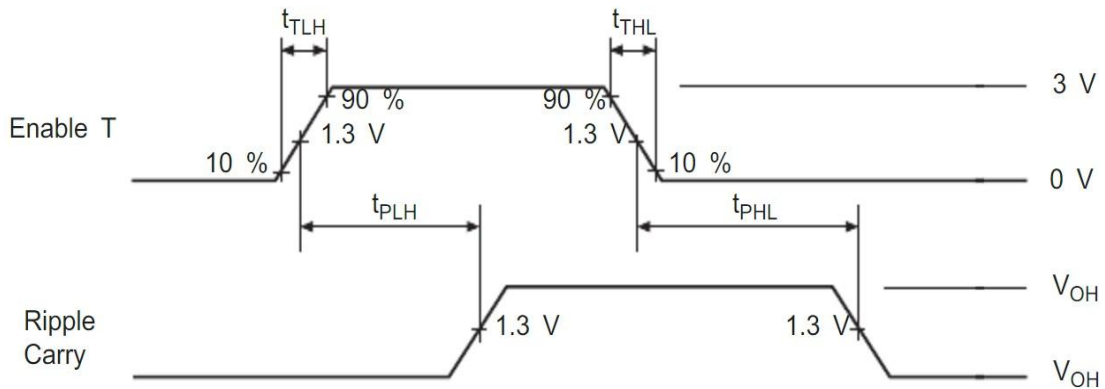 tTLH
tTHL
90 %
90 %
3 V
Enable T
1.3 V
1.3 V
10 %
10 %
0 V
tPLH
tPHL
VOH
Ripple
Carry
1.3 V
1.3 V
VOH